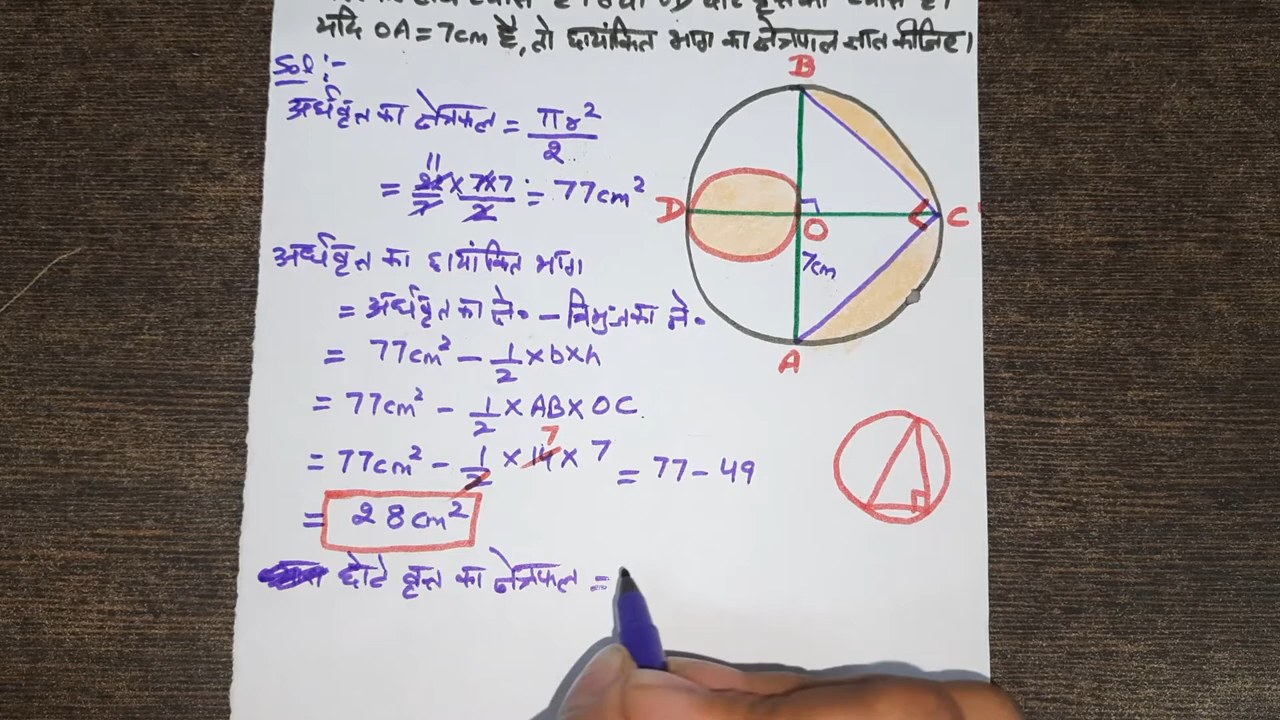 यदि OA = 7cm है, तो छायांकित भाग का क्षेत्रफल ज्ञात कीजिए।
Sol :-
अर्धवृत्त का क्षेत्रफल = πr²/2
= 22/7 × 7×7/2 = 77cm²
11
अर्धवृत्त का छायांकित भाग
= अर्धवृत्त का क्षे॰ - त्रिभुज का क्षे॰
= 77cm² - 1/2 × b × h
= 77cm² - 1/2 × AB × OC
= 77cm² - 1/2 × 14 × 7 = 77 - 49
7
= 28cm²
छोटे वृत्त का क्षेत्रफल =
B
D
O
C
7cm
A